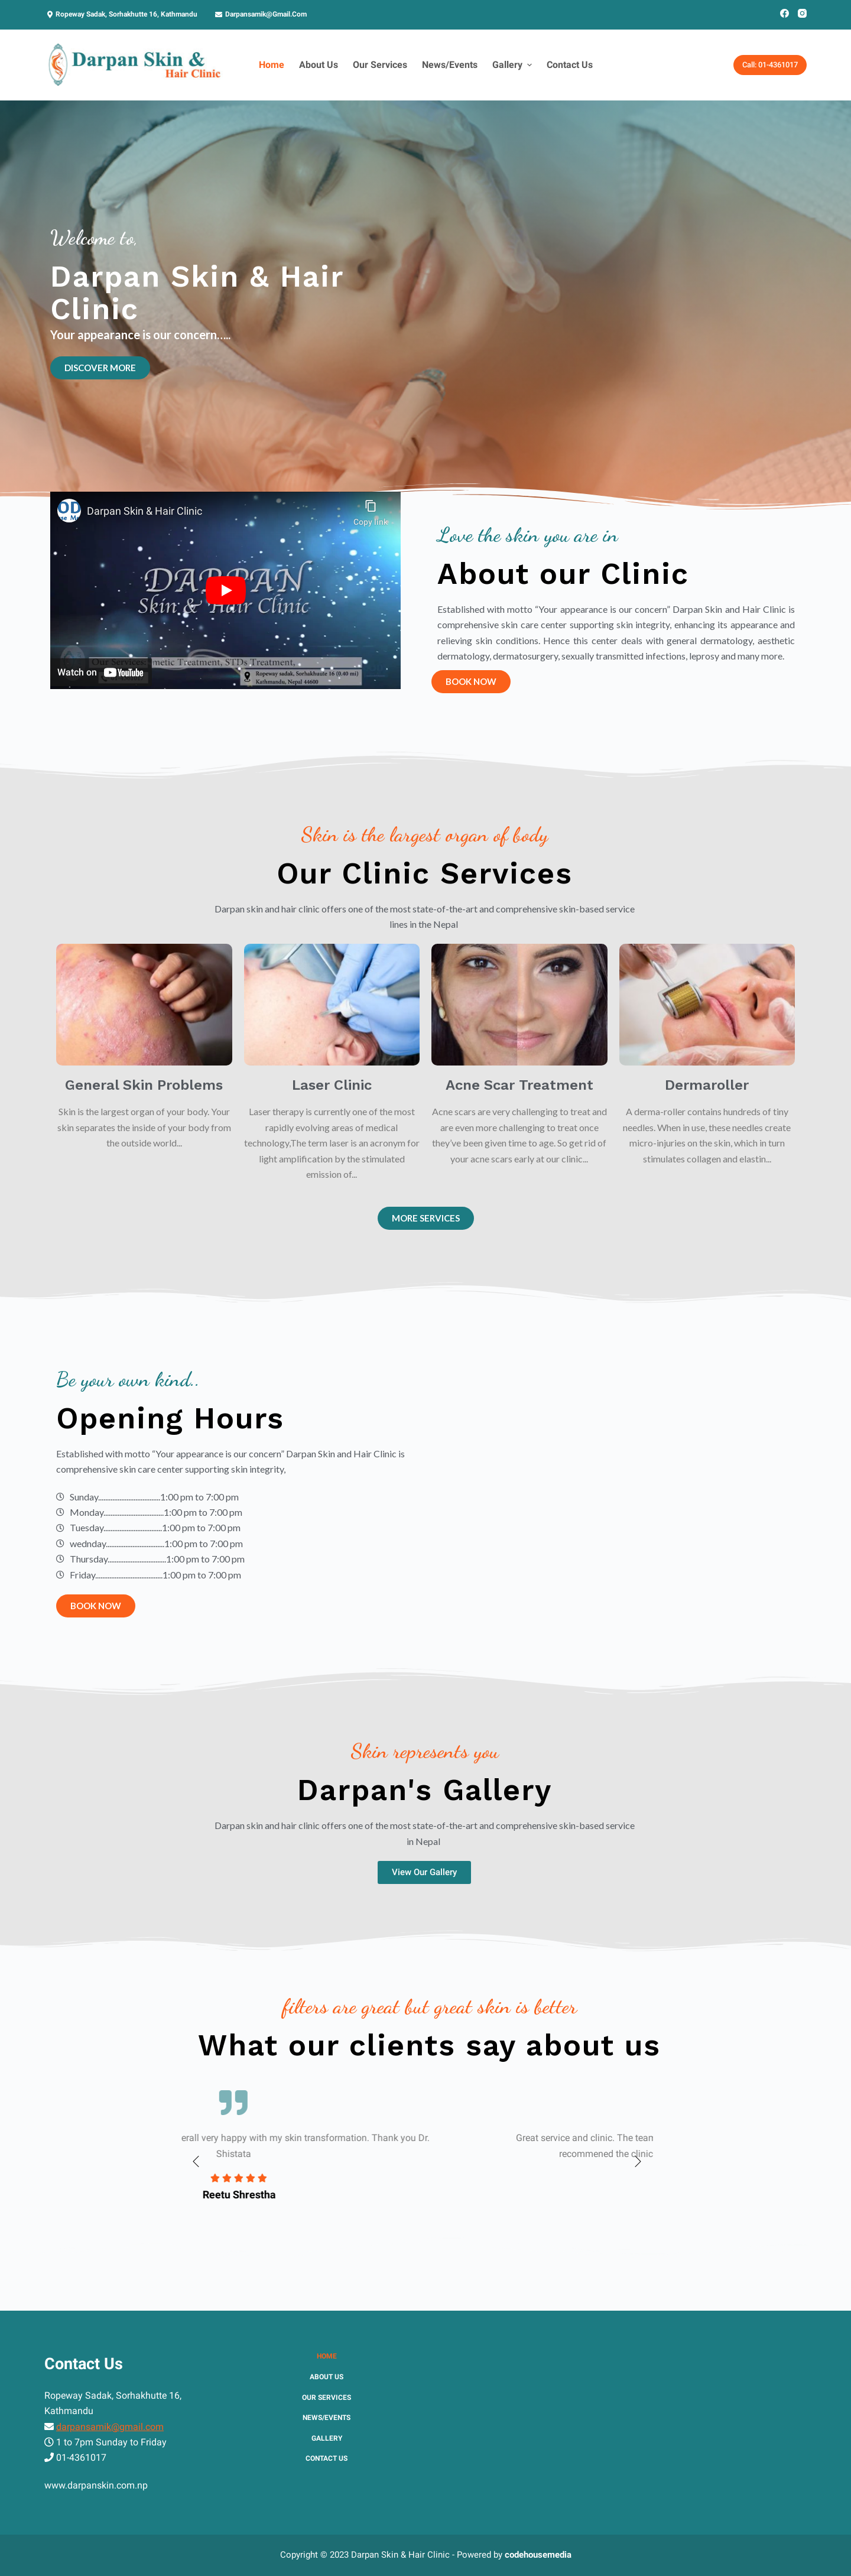 Ropeway Sadak, Sorhakhutte 16, Kathmandu
Darpansamik@Gmail.Com
Darpan Skin &
Hair Clinic
Home
About Us
Our Services
News/Events
Gallery
Contact Us
Call: 01-4361017
Welcome to,
Darpan Skin & Hair
Clinic
Your appearance is our concern.....
DISCOVER MORE
Darpan Skin & Hair Clinic
Copy link
DARPAN
Skin & Hair Clinic
Ropeway sadak, Sorhakhutte 16 (0.40 mi)
Kathmandu, Nepal 44600
Watch on YouTube
Love the skin you are in
About our Clinic
Established with motto “Your appearance is our concern” Darpan Skin and Hair Clinic is
comprehensive skin care center supporting skin integrity, enhancing its appearance and
relieving skin conditions. Hence this center deals with general dermatology, aesthetic
dermatology, dermatosurgery, sexually transmitted infections, leprosy and many more.
BOOK NOW
Skin is the largest organ of body
Our Clinic Services
Darpan skin and hair clinic offers one of the most state-of-the-art and comprehensive skin-based service
lines in the Nepal
General Skin Problems
Skin is the largest organ of your body. Your
skin separates the inside of your body from
the outside world...
Laser Clinic
Laser therapy is currently one of the most
rapidly evolving areas of medical
technology,The term laser is an acronym for
light amplification by the stimulated
emission of...
Acne Scar Treatment
Acne scars are very challenging to treat and
are even more challenging to treat once
they’ve been given time to age. So get rid of
your acne scars early at our clinic...
Dermaroller
A derma-roller contains hundreds of tiny
needles. When in use, these needles create
micro-injuries on the skin, which in turn
stimulates collagen and elastin...
MORE SERVICES
Be your own kind..
Opening Hours
Established with motto “Your appearance is our concern” Darpan Skin and Hair Clinic is
comprehensive skin care center supporting skin integrity,
Sunday...................................1:00 pm to 7:00 pm
Monday..................................1:00 pm to 7:00 pm
Tuesday.................................1:00 pm to 7:00 pm
wednday.................................1:00 pm to 7:00 pm
Thursday.................................1:00 pm to 7:00 pm
Friday......................................1:00 pm to 7:00 pm
BOOK NOW
Skin represents you
Darpan's Gallery
Darpan skin and hair clinic offers one of the most state-of-the-art and comprehensive skin-based service
in Nepal
View Our Gallery
filters are great but great skin is better
What our clients say about us
erall very happy with my skin transformation. Thank you Dr.
Shistata
Reetu Shrestha
Great service and clinic. The tean
recommened the clinic
Contact Us
Ropeway Sadak, Sorhakhutte 16,
Kathmandu
darpansamik@gmail.com
1 to 7pm Sunday to Friday
01-4361017
www.darpanskin.com.np
HOME
ABOUT US
OUR SERVICES
NEWS/EVENTS
GALLERY
CONTACT US
Copyright © 2023 Darpan Skin & Hair Clinic - Powered by codehousemedia